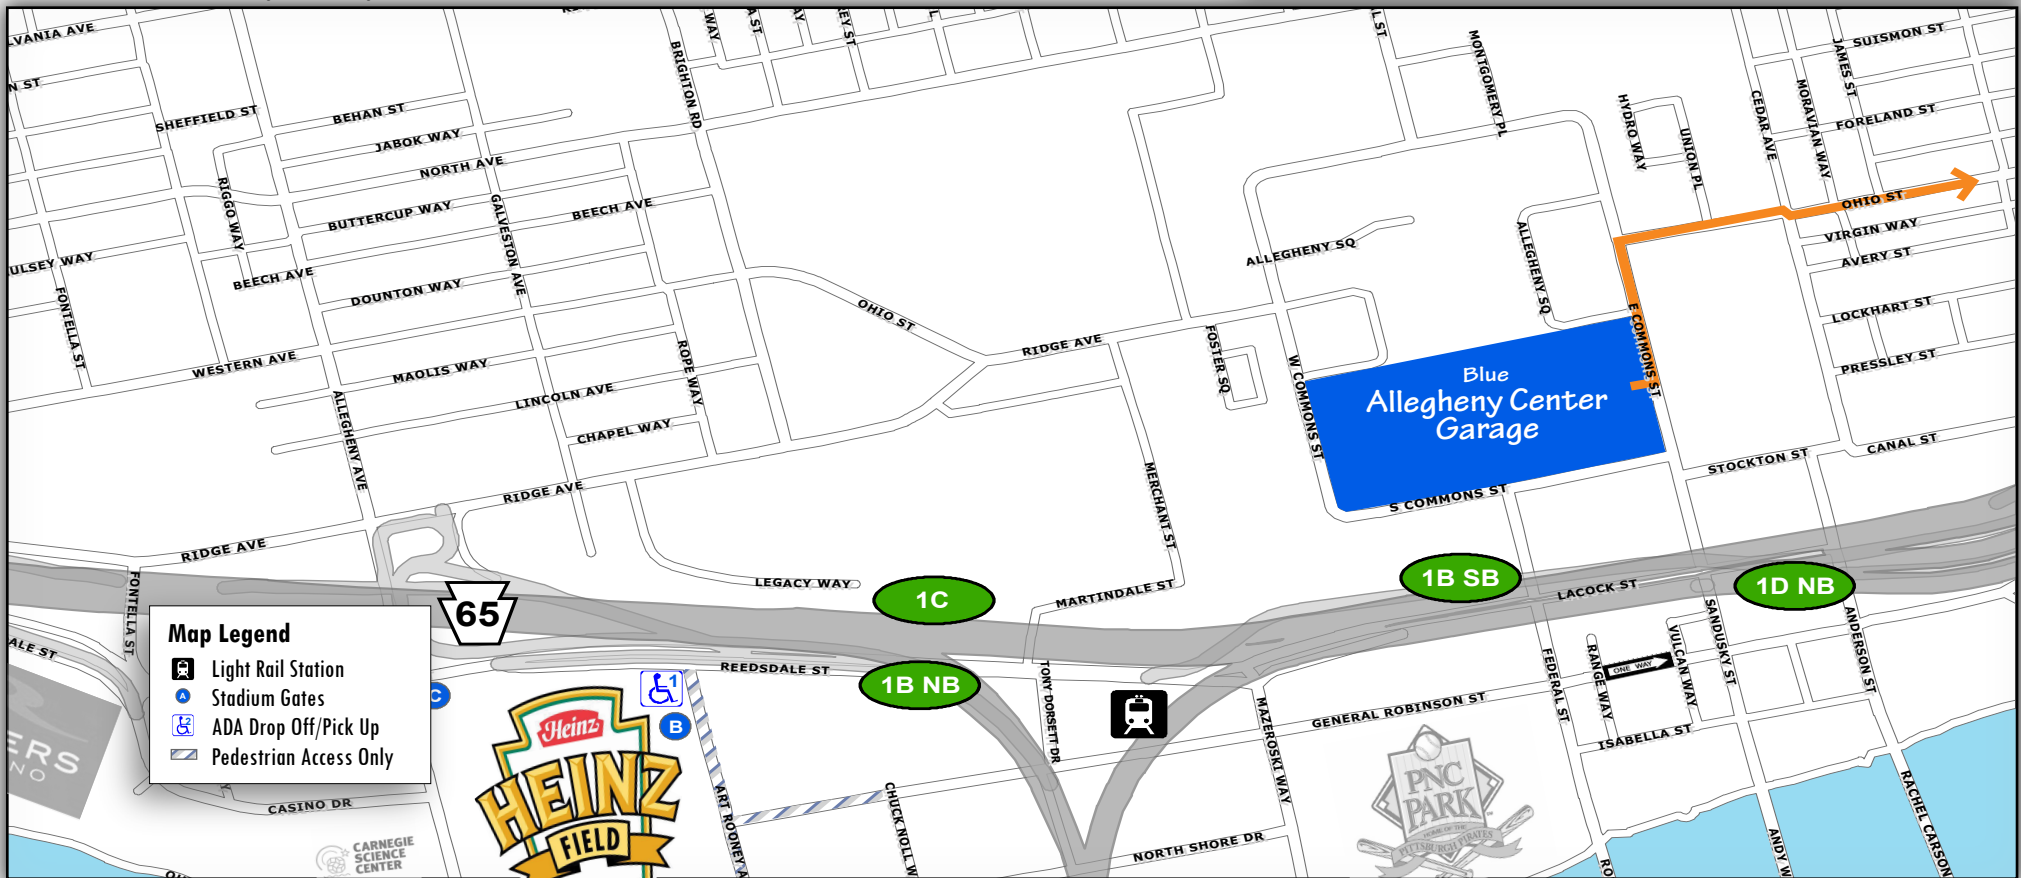 SUISMON ST
JAMES ST
BRIGHTON RD
WAY
MONTGOMERY PL
N ST
SHEFFIELD ST
BEHAN ST
JABOK WAY
NORTH AVE
HYDRO WAY
UNION PL
CEDAR AVE
MORAVIAN WAY
FORELAND ST
RIGGO WAY
BUTTERCUP WAY
GALVESTON AVE
BEECH AVE
OHIO ST
VIRGIN WAY
AVERY ST
ALLEGHENY SQ
ALLEGHENY SQ
BEECH AVE
DOUNTON WAY
FONTELLA ST
OHIO ST
E COMMONS ST
LOCKHART ST
WESTERN AVE
MAOLIS WAY
ROPE WAY
RIDGE AVE
FOSTER SQ
W COMMONS ST
PRESSLEY ST
Blue
Allegheny Center
Garage
LINCOLN AVE
ALLEGHENY AVE
CHAPEL WAY
MERCHANT ST
STOCKTON ST
CANAL ST
RIDGE AVE
S COMMONS ST
RIDGE AVE
FONTELLA ST
LEGACY WAY
1C
MARTINDALE ST
1B SB
LACOCK ST
1D NB
65
Map Legend
Light Rail Station
A
Stadium Gates
2
ADA Drop Off/Pick Up
Pedestrian Access Only
REEDSDALE ST
1B NB
1
C
B
TONY DORSETT DR
MAZEROSKI WAY
GENERAL ROBINSON ST
FEDERAL ST
RANGE WAY
ONE WAY
VULCAN WAY
SANDUSKY ST
ANDERSON ST
ISABELLA ST
Heinz
HEINZ
FIELD
ART ROONEY
CHUCK NOLL W
CASINO DR
CARNEGIE
SCIENCE
CENTER
NORTH SHORE DR
PNC
PARK
HOME OF THE
PITTSBURGH PIRATES
ANDY W
RACHEL CARSON